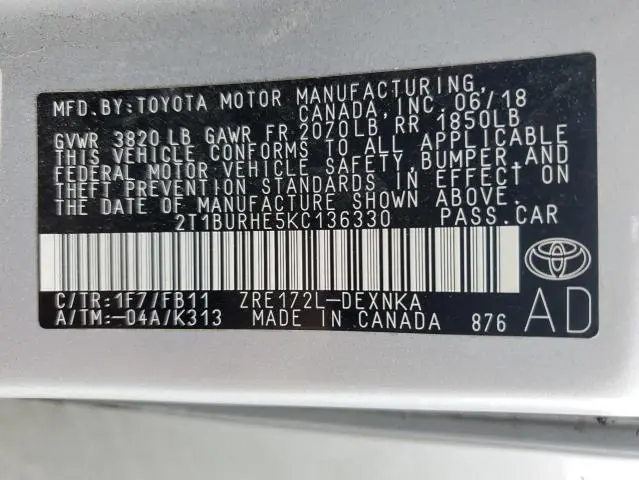 MFD.BY:TOYOTA MOTOR MANUFACTURING,
CANADA,INC. 06/18
GVWR 3820 LB GAWR FR 2070LB RR 1850LB
THIS VEHICLE CONFORMS TO ALL APPLICABLE
FEDERAL MOTOR VEHICLE SAFETY,BUMPER,AND
THEFT PREVENTION STANDARDS IN EFFECT ON
THE DATE OF MANUFACTURE SHOWN ABOVE.
2T1BURHE5KC136330 PASS.CAR
C/TR:1F7/FB11 ZRE172L-DEXNKA
A/TM:-04A/K313 MADE IN CANADA 876
AD